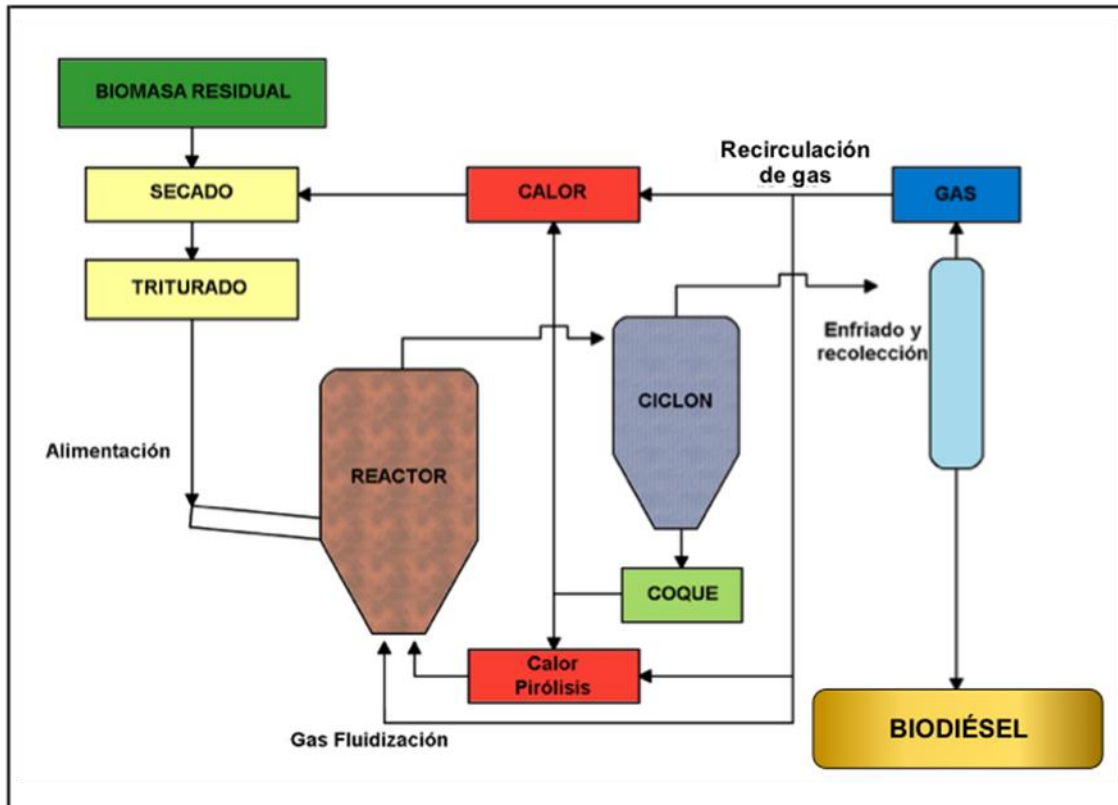 BIOMASA RESIDUAL
Recirculación
de gas
SECADO
CALOR
GAS
TRITURADO
Enfriado y
recolección
CICLON
Alimentación
REACTOR
COQUE
Calor
Pirólisis
Gas Fluidización
BIODIÉSEL